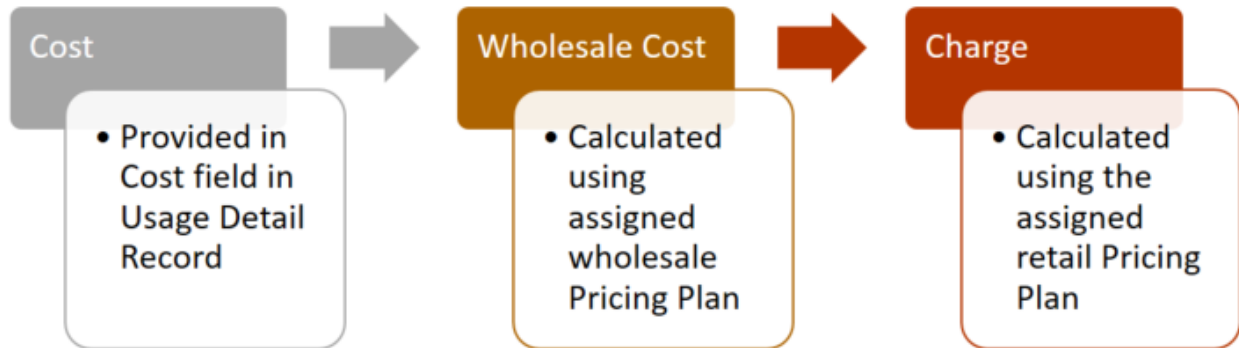 Cost
• Provided in
Cost field in
Usage Detail
Record
Wholesale Cost
• Calculated
using
assigned
wholesale
Pricing Plan
Charge
• Calculated
using the
assigned
retail Pricing
Plan